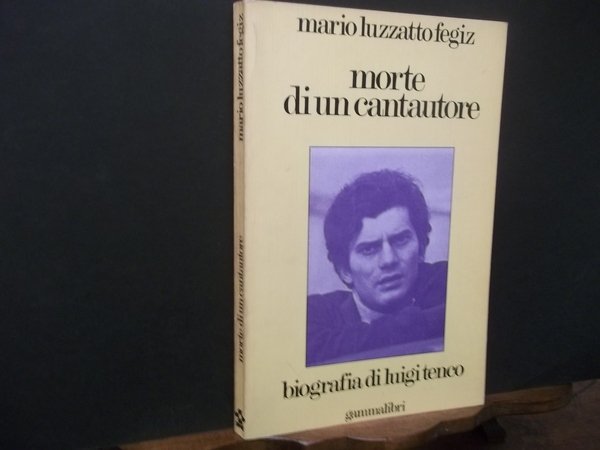 mario luzzatto fegiz
morte
di un cantautore
biografia di luigi tenco
gammalibri
mario luzzatto fegiz
morte di un cantautore